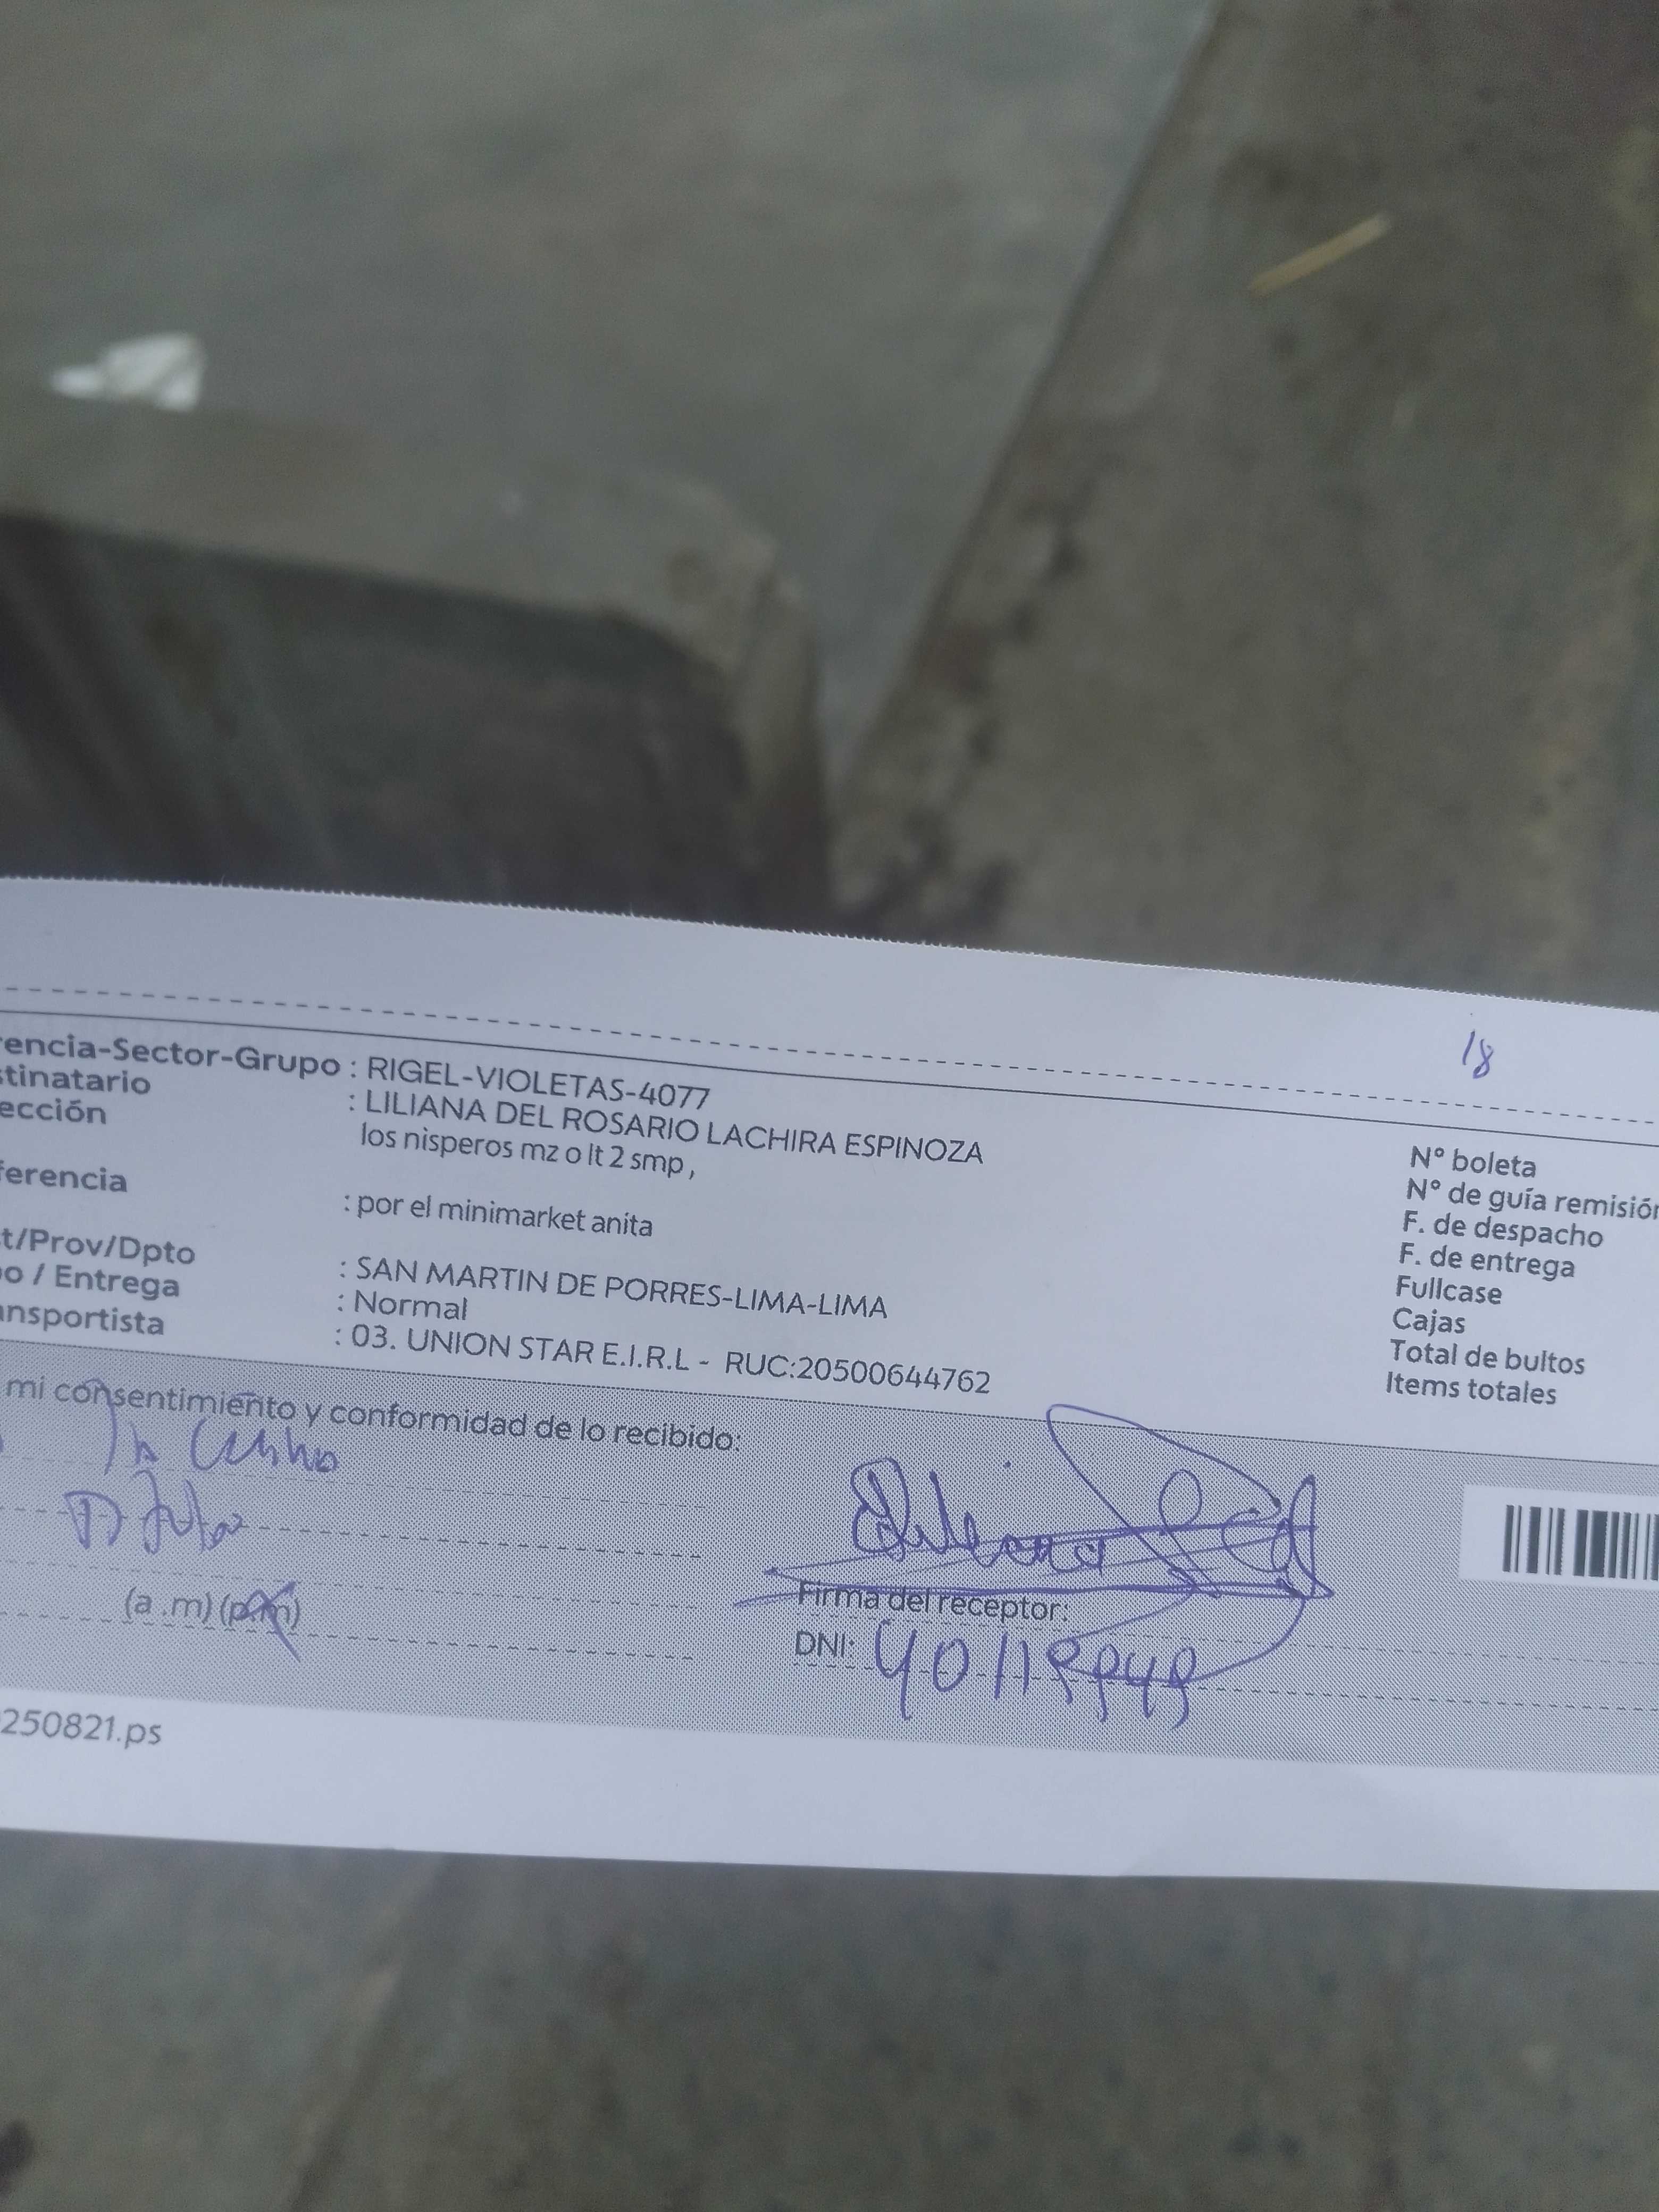 18
rencia-Sector-Grupo : RIGEL-VIOLETAS-4077
stinatario : LILIANA DEL ROSARIO LACHIRA ESPINOZA
ección los nisperos mz o lt 2 smp ,
ferencia : por el minimarket anita
t/Prov/Dpto : SAN MARTIN DE PORRES-LIMA-LIMA
o / Entrega : Normal
ansportista : 03. UNION STAR E.I.R.L - RUC:20500644762
N° boleta
N° de guía remisión
F. de despacho
F. de entrega
Fullcase
Cajas
Total de bultos
Items totales
mi consentimiento y conformidad de lo recibido:
(a .m) (p.m)
Firma del receptor:
DNI:
250821.ps